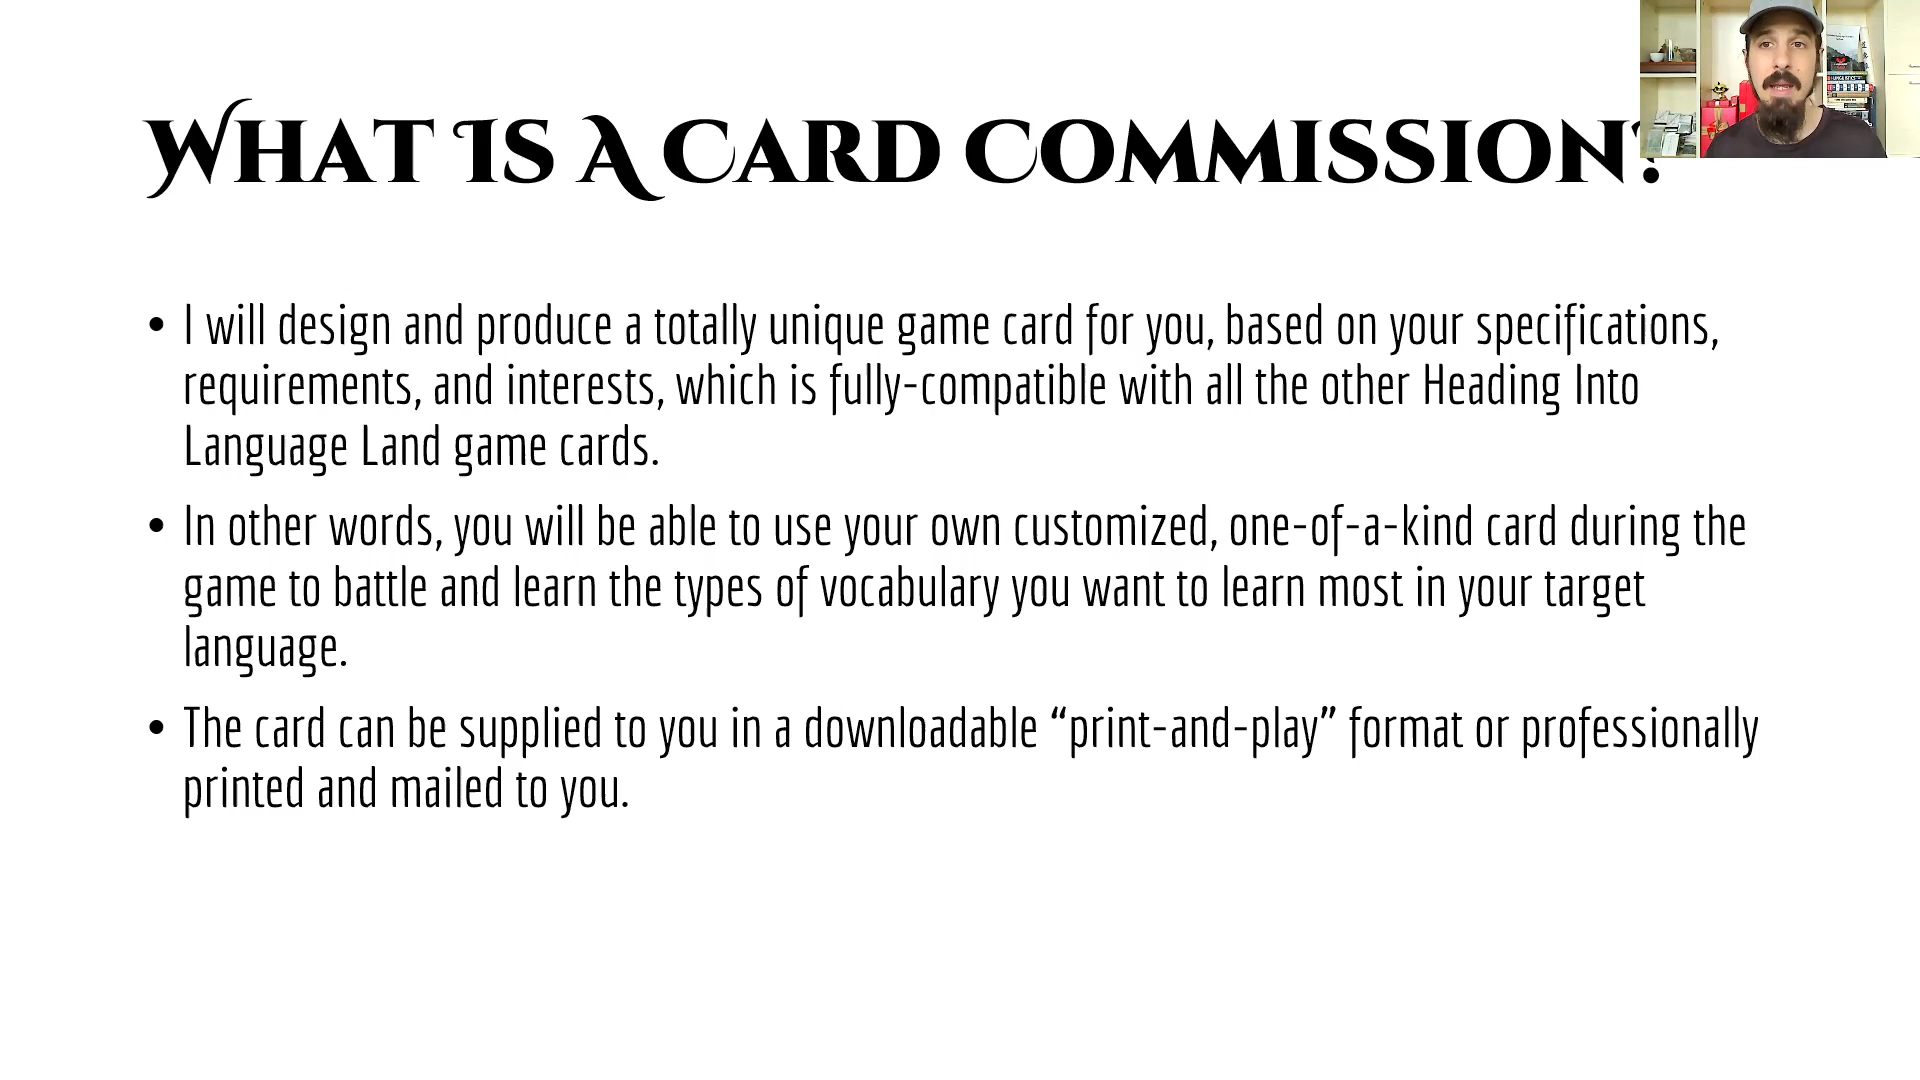 What Is A Card Commission?
• I will design and produce a totally unique game card for you, based on your specifications,
requirements, and interests, which is fully-compatible with all the other Heading Into
Language Land game cards.
• In other words, you will be able to use your own customized, one-of-a-kind card during the
game to battle and learn the types of vocabulary you want to learn most in your target
language.
• The card can be supplied to you in a downloadable “print-and-play” format or professionally
printed and mailed to you.